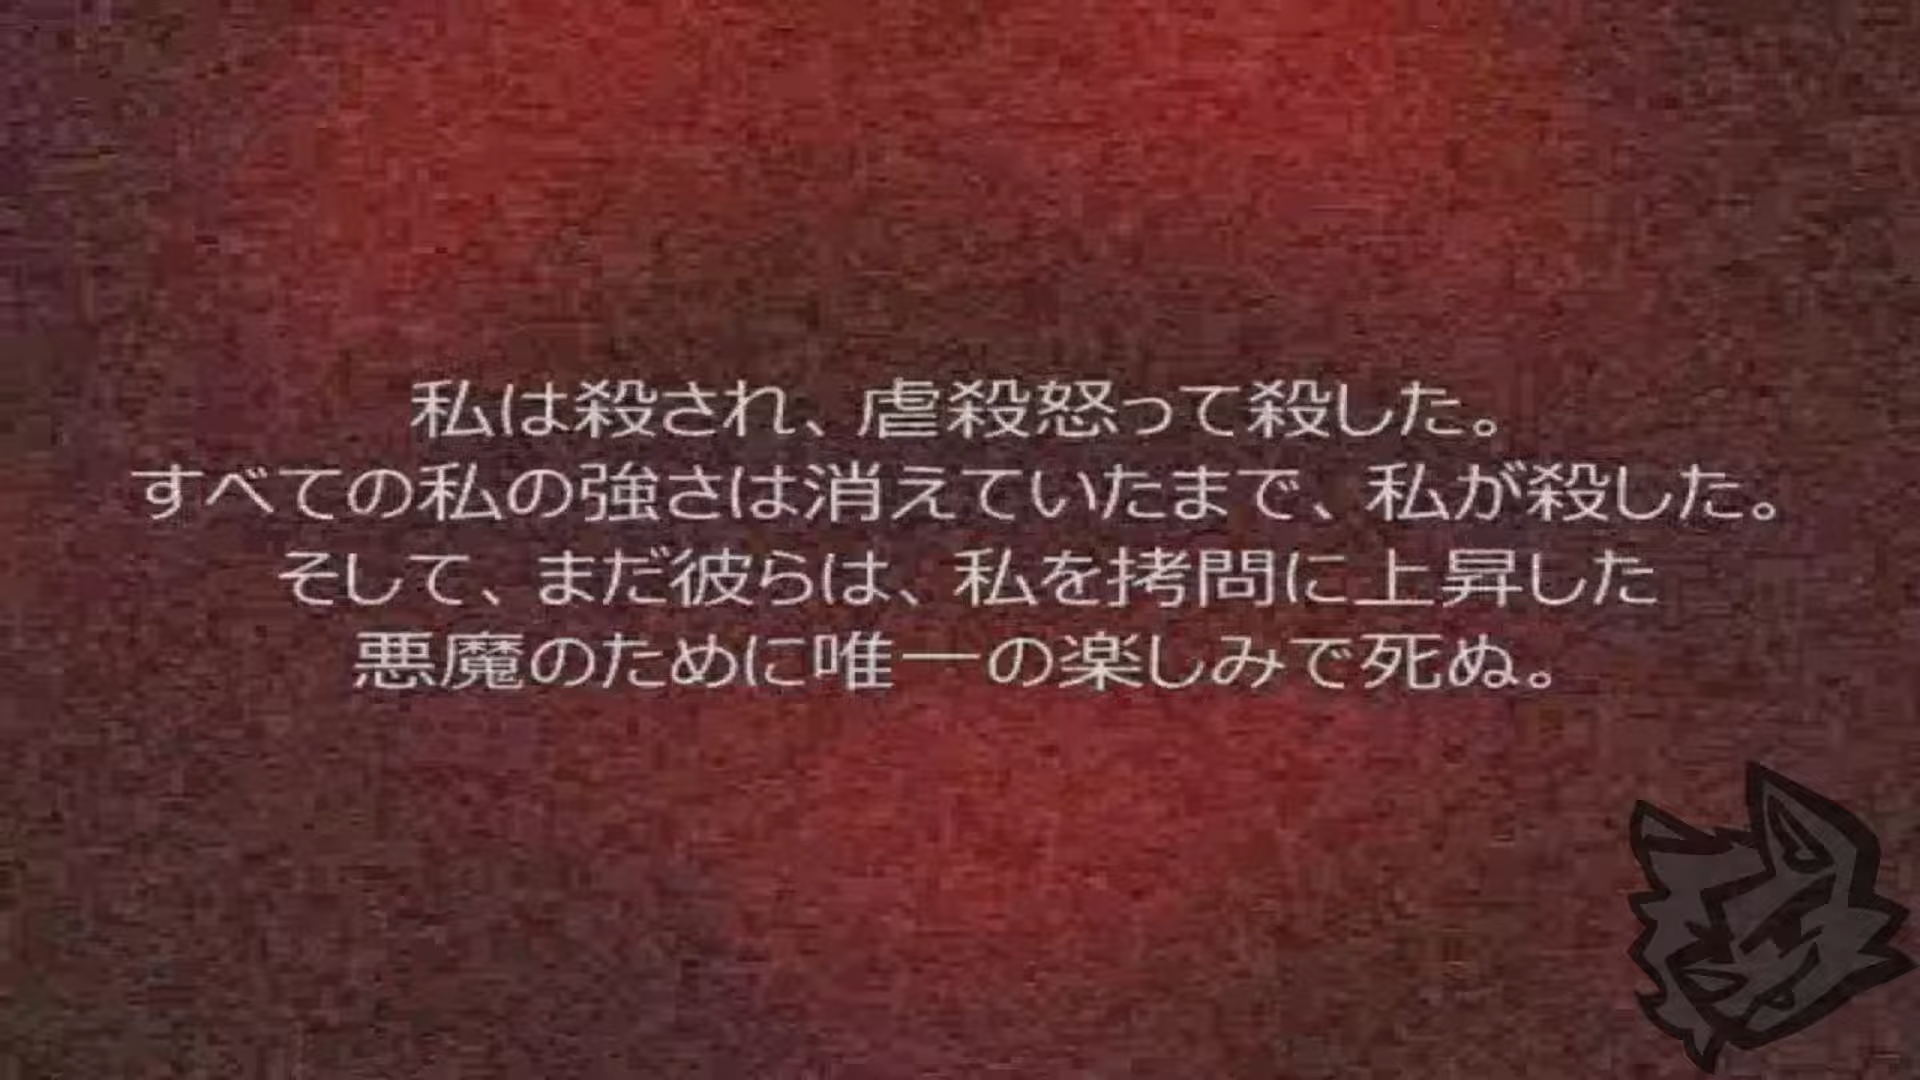 私は殺され、虐殺怒って殺した。
すべての私の強さは消えていたまで、私が殺した。
そして、まだ彼らは、私を拷問に上昇した
悪魔のために唯一の楽しみで死ぬ。